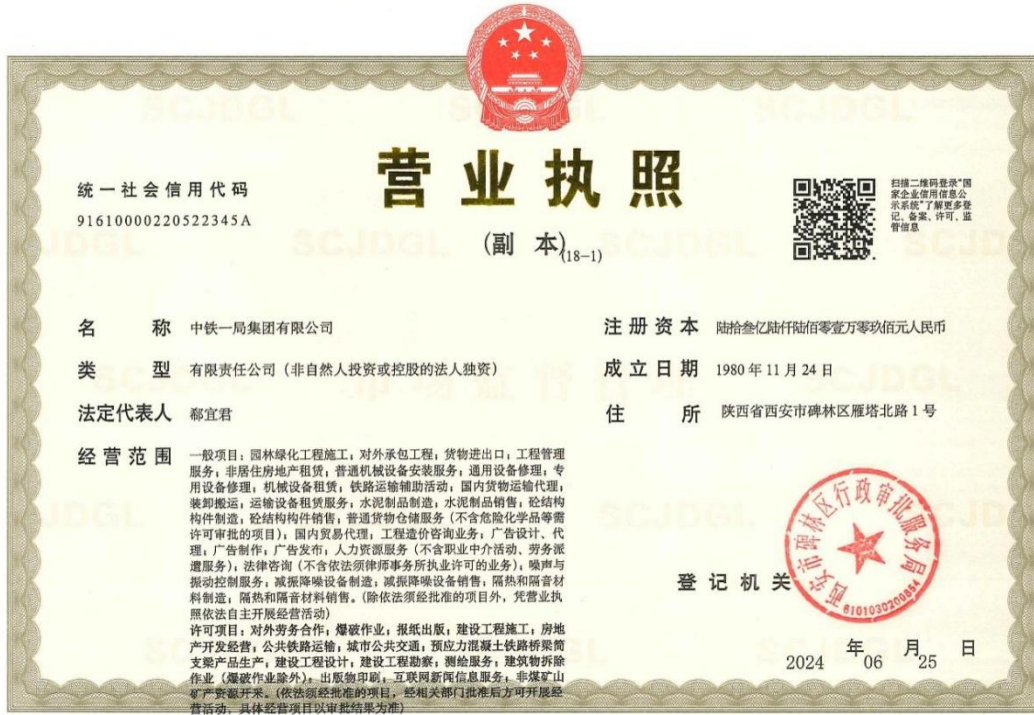 营业执照
(副 本)(18-1)
统一社会信用代码
91610000220522345A
扫描二维码登录“国
家企业信用信息公
示系统”了解更多登
记、备案、许可、监
管信息
名 称 中铁一局集团有限公司
类 型 有限责任公司（非自然人投资或控股的法人独资）
法定代表人 郗宜君
经营范围 一般项目：园林绿化工程施工；对外承包工程；货物进出口；工程管理
服务；非居住房地产租赁；普通机械设备安装服务；通用设备修理；专
用设备修理；机械设备租赁；铁路运输辅助活动；国内货物运输代理；
装卸搬运；运输设备租赁服务；水泥制品制造；水泥制品销售；砼结构
构件制造；砼结构构件销售；普通货物仓储服务（不含危险化学品等需
许可审批的项目）；国内贸易代理；工程造价咨询业务；广告设计、代
理；广告制作；广告发布；人力资源服务（不含职业中介活动、劳务派
遣服务）；法律咨询（不含依法须律师事务所执业许可的业务）；噪声与
振动控制服务；减振降噪设备制造；减振降噪设备销售；隔热和隔音材
料制造；隔热和隔音材料销售。（除依法须经批准的项目外，凭营业执
照依法自主开展经营活动）
许可项目：对外劳务合作；爆破作业；报纸出版；建设工程施工；房地
产开发经营；公共铁路运输；城市公共交通；预应力混凝土铁路桥梁简
支梁产品生产；建设工程设计；建设工程勘察；测绘服务；建筑物拆除
作业（爆破作业除外）；出版物印刷；互联网新闻信息服务；非煤矿山
矿产资源开采。（依法须经批准的项目，经相关部门批准后方可开展经
营活动，具体经营项目以审批结果为准）
注册资本 陆拾叁亿陆仟陆佰零壹万零玖佰元人民币
成立日期 1980年11月24日
住 所 陕西省西安市碑林区雁塔北路1号
登记机关
西安市碑林区行政审批服务局
6101030200854
2024 年 06 月 25 日
SCJDGL